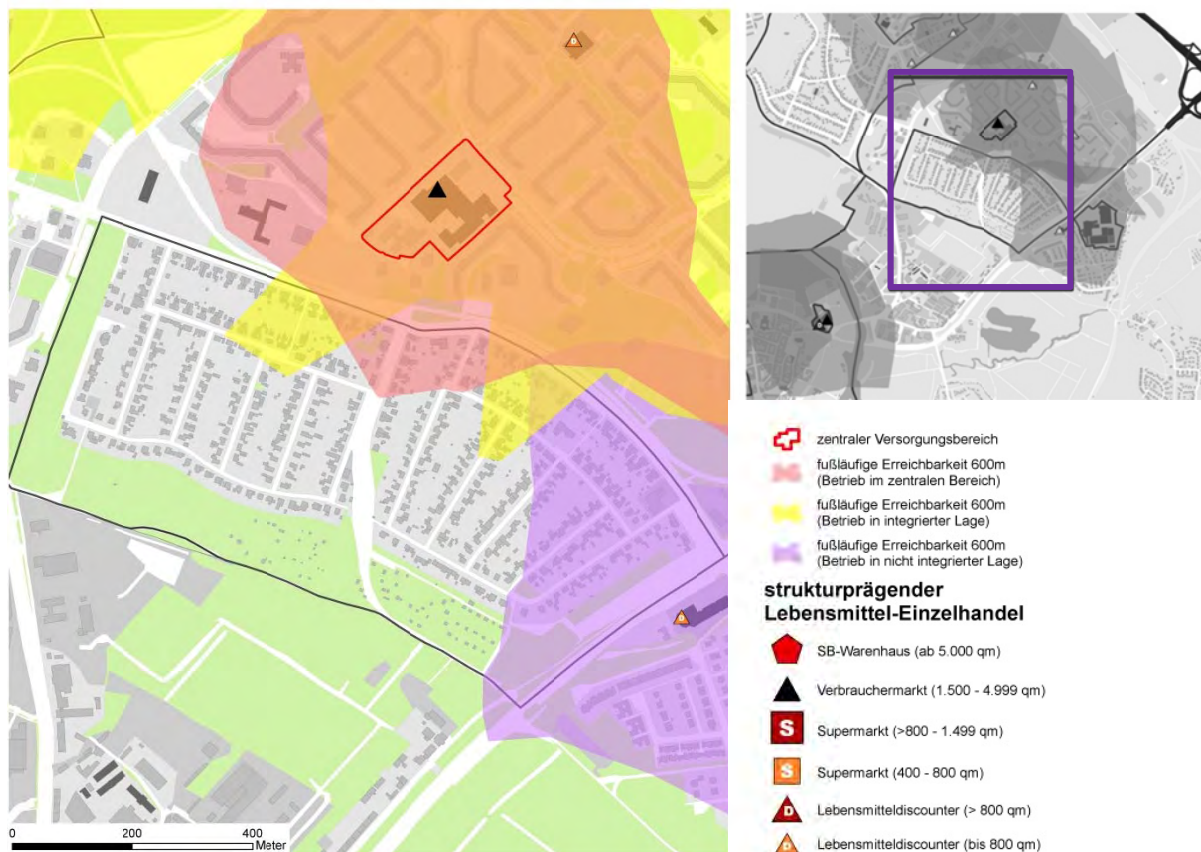 zentraler Versorgungsbereich
fußläufige Erreichbarkeit 600m
(Betrieb im zentralen Bereich)
fußläufige Erreichbarkeit 600m
(Betrieb in integrierter Lage)
fußläufige Erreichbarkeit 600m
(Betrieb in nicht integrierter Lage)
strukturprägender
Lebensmittel-Einzelhandel
SB-Warenhaus (ab 5.000 qm)
Verbrauchermarkt (1.500 - 4.999 qm)
S Supermarkt (>800 - 1.499 qm)
S Supermarkt (400 - 800 qm)
D Lebensmitteldiscounter (> 800 qm)
D Lebensmitteldiscounter (bis 800 qm)
0 200 400
Meter